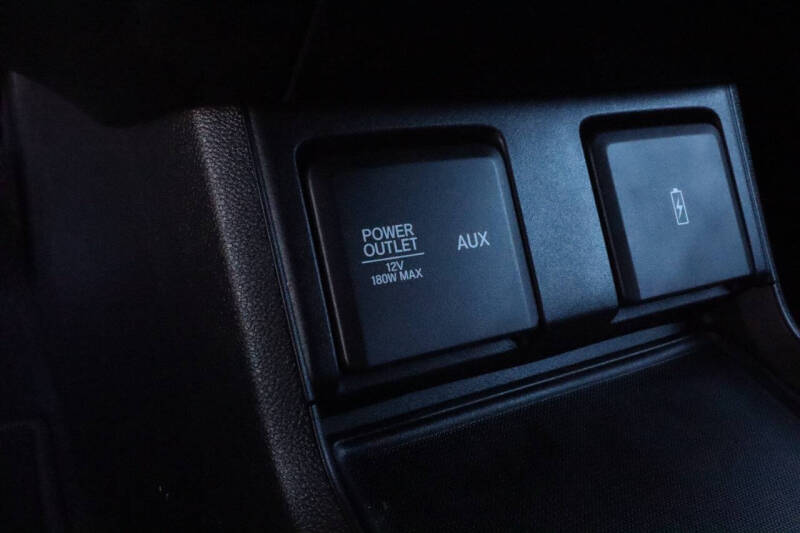 POWER
OUTLET
12V
180W MAX
AUX